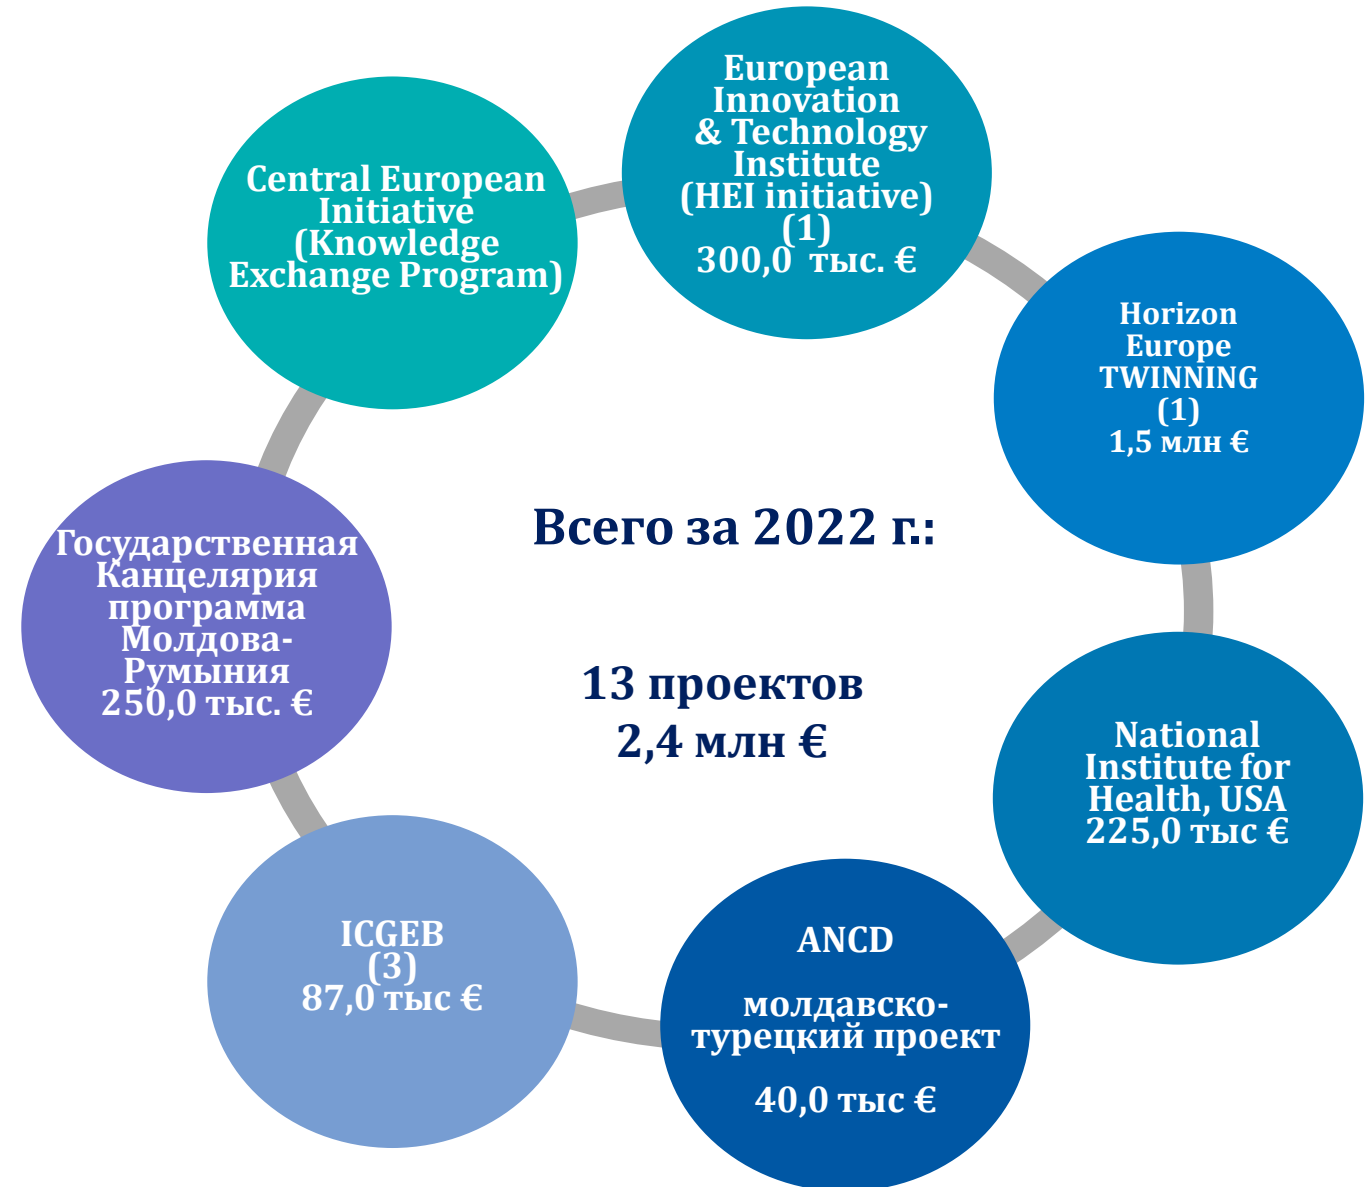 European
Innovation
& Technology
Institute
(HEI initiative)
(1)
300,0 тыс. €
Central European
Initiative
(Knowledge
Exchange Program)
Horizon
Europe
TWINNING
(1)
1,5 млн €
Всего за 2022 г.:
13 проектов
2,4 млн €
Государственная
Канцелярия
программа
Молдова-
Румыния
250,0 тыс. €
National
Institute for
Health, USA
225,0 тыс €
ICGEB
(3)
87,0 тыс €
ANCD
молдавско-
турецкий проект
40,0 тыс €